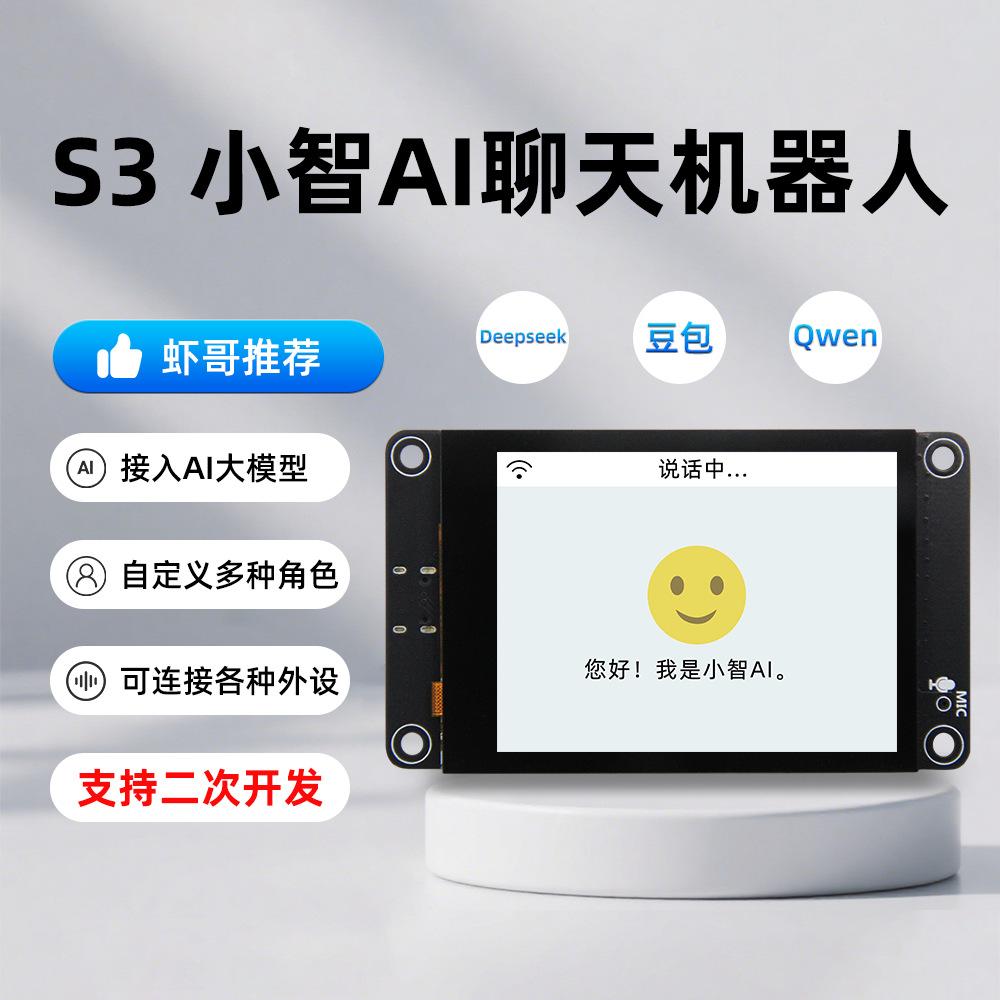 S3 小智AI聊天机器人
虾哥推荐
Deepseek
豆包
Qwen
AI
接入AI大模型
自定义多种角色
可连接各种外设
支持二次开发
说话中...
您好！我是小智AI。
MIC